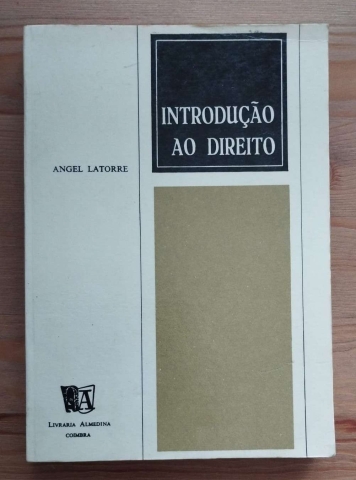 INTRODUÇÃO
AO DIREITO
ANGEL LATORRE
A
LIVRARIA ALMEDINA
COIMBRA